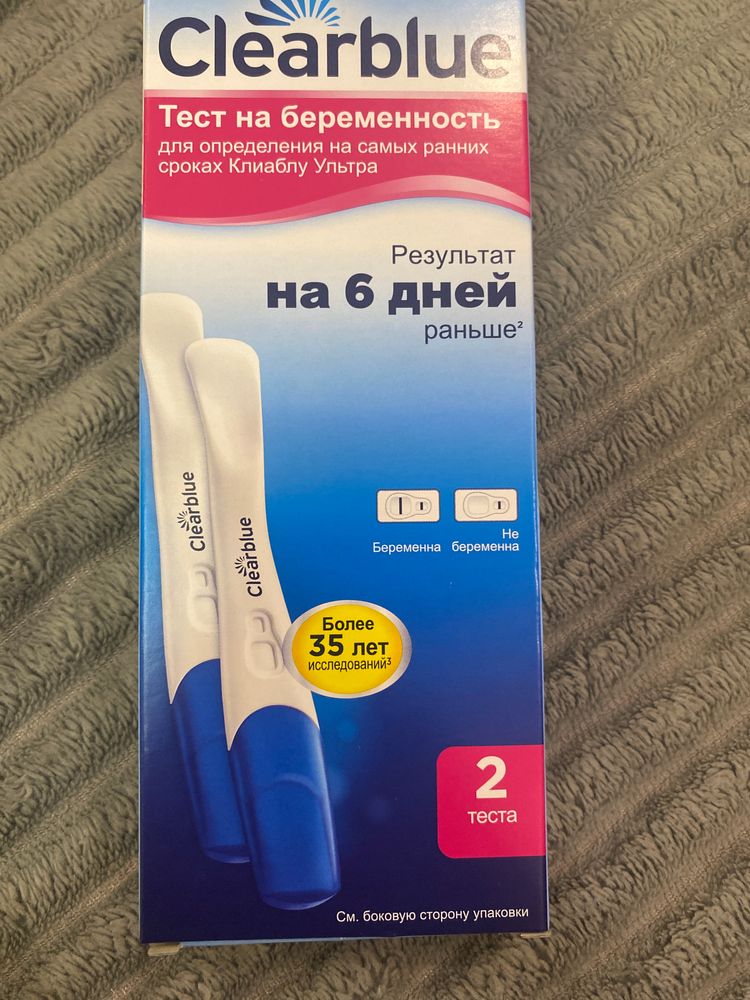 Clearblue™
Тест на беременность
для определения на самых ранних
сроках Клиаблу Ультра
Результат
на 6 дней
раньше²
Clearblue
Clearblue
Беременна
Не
беременна
Более
35 лет
исследований³
2
теста
См. боковую сторону упаковки